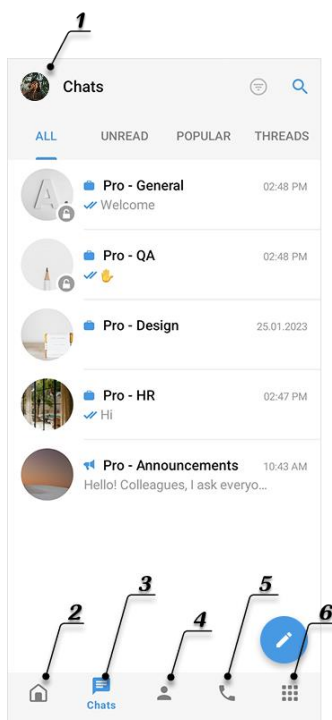 1
Chats
ALL UNREAD POPULAR THREADS
Pro - General 02:48 PM
Welcome
Pro - QA 02:48 PM
Pro - Design 25.01.2023
Pro - HR 02:47 PM
Hi
Pro - Announcements 10:43 AM
Hello! Colleagues, I ask everyo...
2 3 4 5 6
Chats